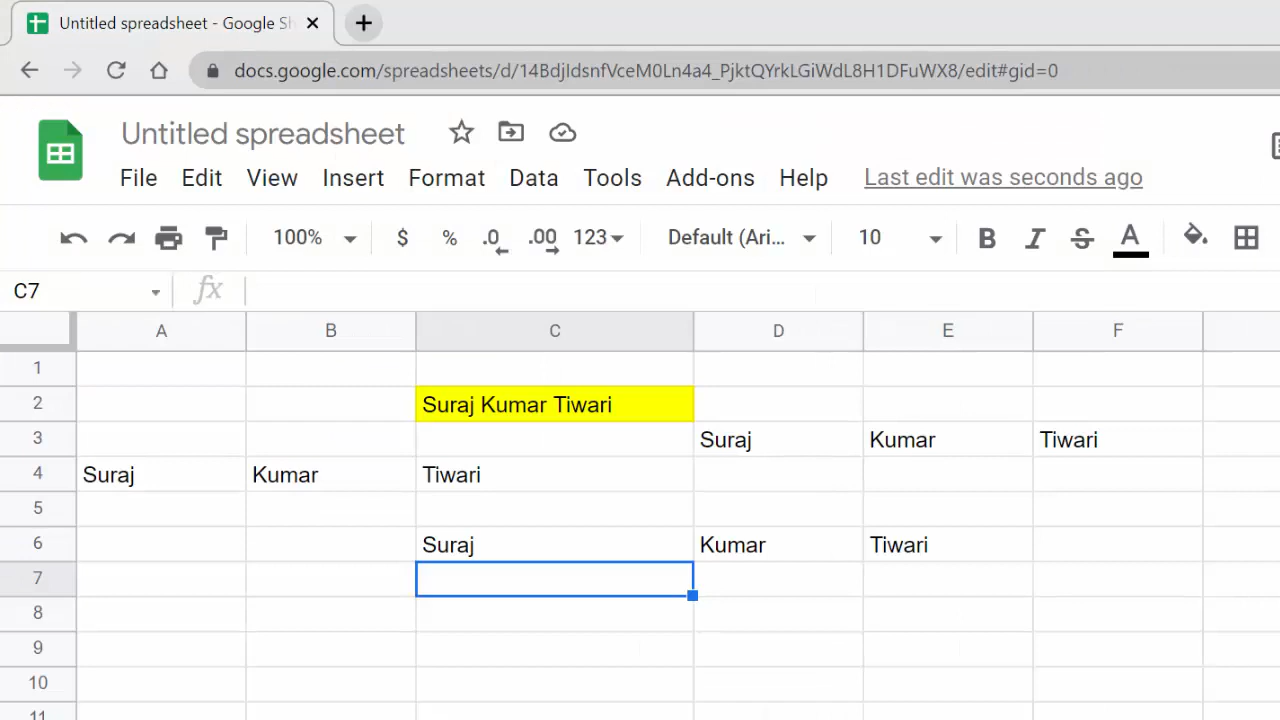 Untitled spreadsheet - Google Sh
docs.google.com/spreadsheets/d/14BdjIdsnfVceM0Ln4a4_PjktQYrkLGiWdL8H1DFuWX8/edit#gid=0
Untitled spreadsheet
File Edit View Insert Format Data Tools Add-ons Help Last edit was seconds ago
100% $ % .0 .00 123 Default (Ari... 10 B I S A
C7 fx
A B C D E F
1
2 Suraj Kumar Tiwari
3 Suraj Kumar Tiwari
4 Suraj Kumar Tiwari
5
6 Suraj Kumar Tiwari
7
8
9
10
11